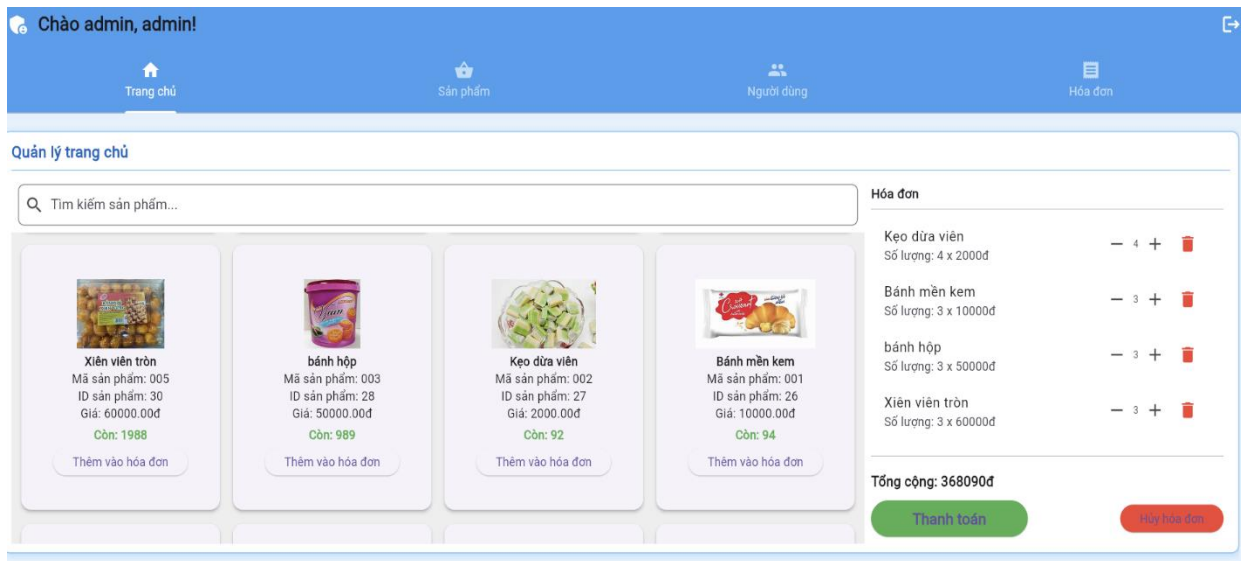 Chào admin, admin!
Trang chủ
Sản phẩm
Người dùng
Hóa đơn
Quản lý trang chủ
Tìm kiếm sản phẩm...
Xiên viên tròn
Mã sản phẩm: 005
ID sản phẩm: 30
Giá: 60000.00đ
Còn: 1988
Thêm vào hóa đơn
bánh hộp
Mã sản phẩm: 003
ID sản phẩm: 28
Giá: 50000.00đ
Còn: 989
Thêm vào hóa đơn
Kẹo dừa viên
Mã sản phẩm: 002
ID sản phẩm: 27
Giá: 2000.00đ
Còn: 92
Thêm vào hóa đơn
Bánh mền kem
Mã sản phẩm: 001
ID sản phẩm: 26
Giá: 10000.00đ
Còn: 94
Thêm vào hóa đơn
Hóa đơn
Kẹo dừa viên
Số lượng: 4 x 2000đ
4
Bánh mền kem
Số lượng: 3 x 10000đ
3
bánh hộp
Số lượng: 3 x 50000đ
3
Xiên viên tròn
Số lượng: 3 x 60000đ
3
Tổng cộng: 368090đ
Thanh toán
Hủy hóa đơn